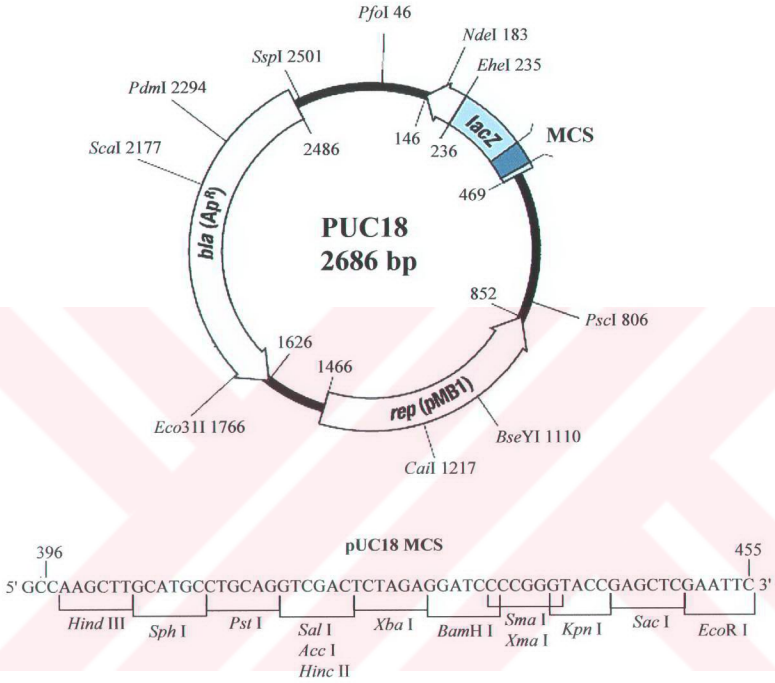 PfoI 46
NdeI 183
SspI 2501
EheI 235
PdmI 2294
lacZ
MCS
146
236
2486
ScaI 2177
469
bla (ApR)
PUC18
2686 bp
852
PscI 806
1626
1466
rep (pMB1)
Eco31I 1766
BseYI 1110
CaiI 1217
pUC18 MCS
396
455
5' GCCAAGCTTGCATGCCTGCAGGTCGACTCTAGAGGATCCCCGGGTACCGAGCTCGAATTC 3'
Hind III
Sph I
Pst I
Sal I
Acc I
Hinc II
Xba I
BamH I
Sma I
Xma I
Kpn I
Sac I
EcoR I